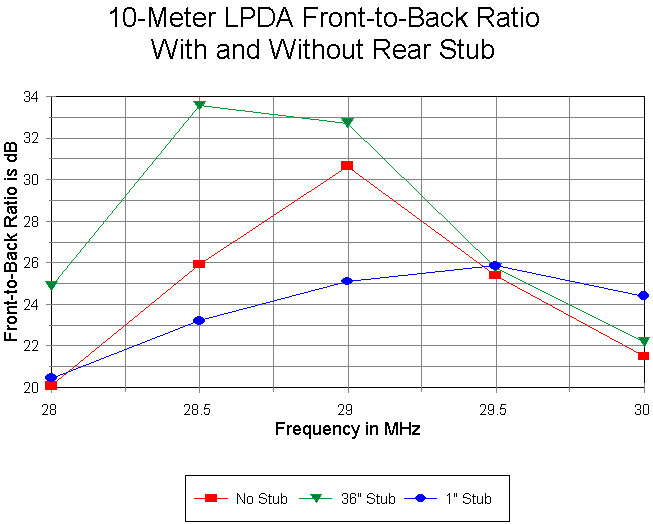 10-Meter LPDA Front-to-Back Ratio
With and Without Rear Stub
Front-to-Back Ratio is dB
34
32
30
28
26
24
22
20
28
28.5
29
29.5
30
Frequency in MHz
No Stub
36" Stub
1" Stub